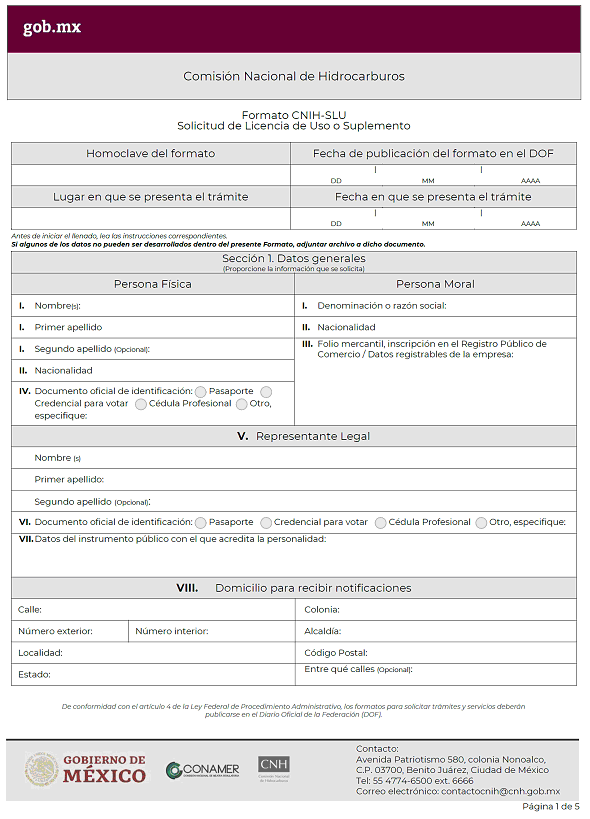 gob.mx
Comisión Nacional de Hidrocarburos
Formato CNIH-SLU
Solicitud de Licencia de Uso o Suplemento
Homoclave del formato
Fecha de publicación del formato en el DOF
DD MM AAAA
Lugar en que se presenta el trámite
Fecha en que se presenta el trámite
DD MM AAAA
Antes de iniciar el llenado, lea las instrucciones correspondientes.
Si algunos de los datos no pueden ser desarrollados dentro del presente Formato, adjuntar archivo a dicho documento.
Sección 1. Datos generales
(Proporcione la información que se solicita)
Persona Física
Persona Moral
I. Nombre(s):
I. Primer apellido
I. Segundo apellido (Opcional):
II. Nacionalidad
IV. Documento oficial de identificación: Pasaporte
Credencial para votar Cédula Profesional Otro,
especifique:
I. Denominación o razón social:
II. Nacionalidad
III. Folio mercantil, inscripción en el Registro Público de
Comercio / Datos registrables de la empresa:
V. Representante Legal
Nombre (s)
Primer apellido:
Segundo apellido (Opcional):
VI. Documento oficial de identificación: Pasaporte Credencial para votar Cédula Profesional Otro, especifique:
VII. Datos del instrumento público con el que acredita la personalidad:
VIII. Domicilio para recibir notificaciones
Calle:
Colonia:
Número exterior:
Número interior:
Alcaldía:
Localidad:
Código Postal:
Estado:
Entre qué calles (Opcional):
De conformidad con el artículo 4 de la Ley Federal de Procedimiento Administrativo, los formatos para solicitar trámites y servicios deberán
publicarse en el Diario Oficial de la Federación (DOF).
GOBIERNO DE
MÉXICO
CONAMER
CNH
Comisión Nacional
de Hidrocarburos
Contacto:
Avenida Patriotismo 580, colonia Nonoalco,
C.P. 03700, Benito Juárez, Ciudad de México
Tel: 55 4774-6500 ext. 6666
Correo electrónico: contactocnih@cnh.gob.mx
Página 1 de 5